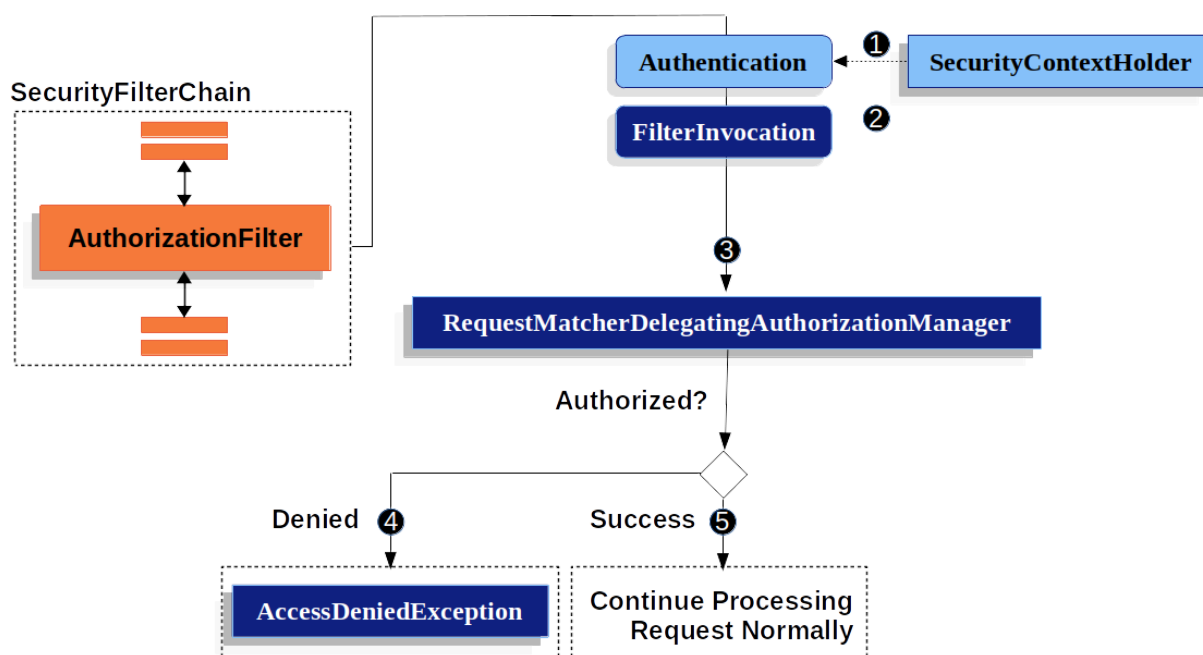 SecurityFilterChain
AuthorizationFilter
Authentication
1
SecurityContextHolder
FilterInvocation
2
3
RequestMatcherDelegatingAuthorizationManager
Authorized?
Denied
4
Success
5
AccessDeniedException
Continue Processing
Request Normally